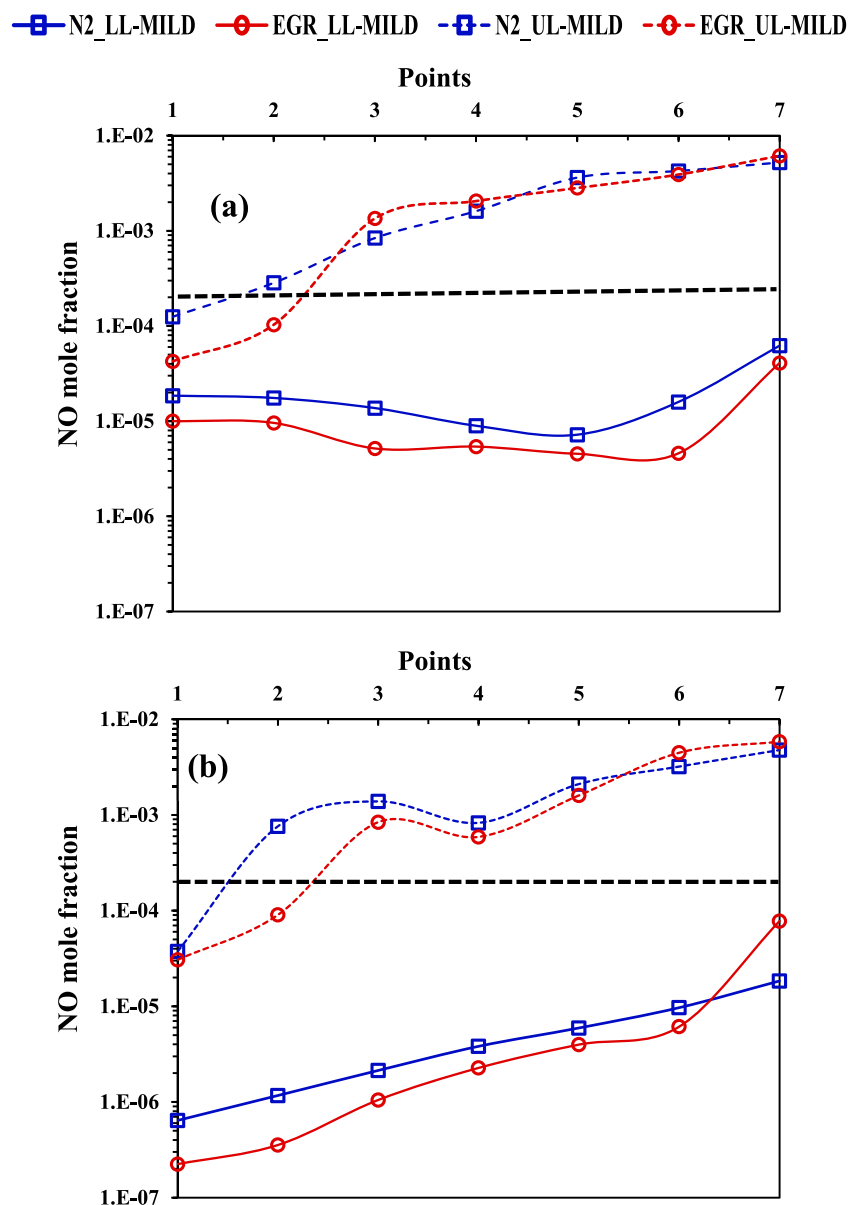 N2_LL-MILD EGR_LL-MILD N2_UL-MILD EGR_UL-MILD
Points
1 2 3 4 5 6 7
1.E-02
(a)
1.E-03
NO mole fraction
1.E-04
1.E-05
1.E-06
1.E-07
Points
1 2 3 4 5 6 7
1.E-02
(b)
1.E-03
NO mole fraction
1.E-04
1.E-05
1.E-06
1.E-07